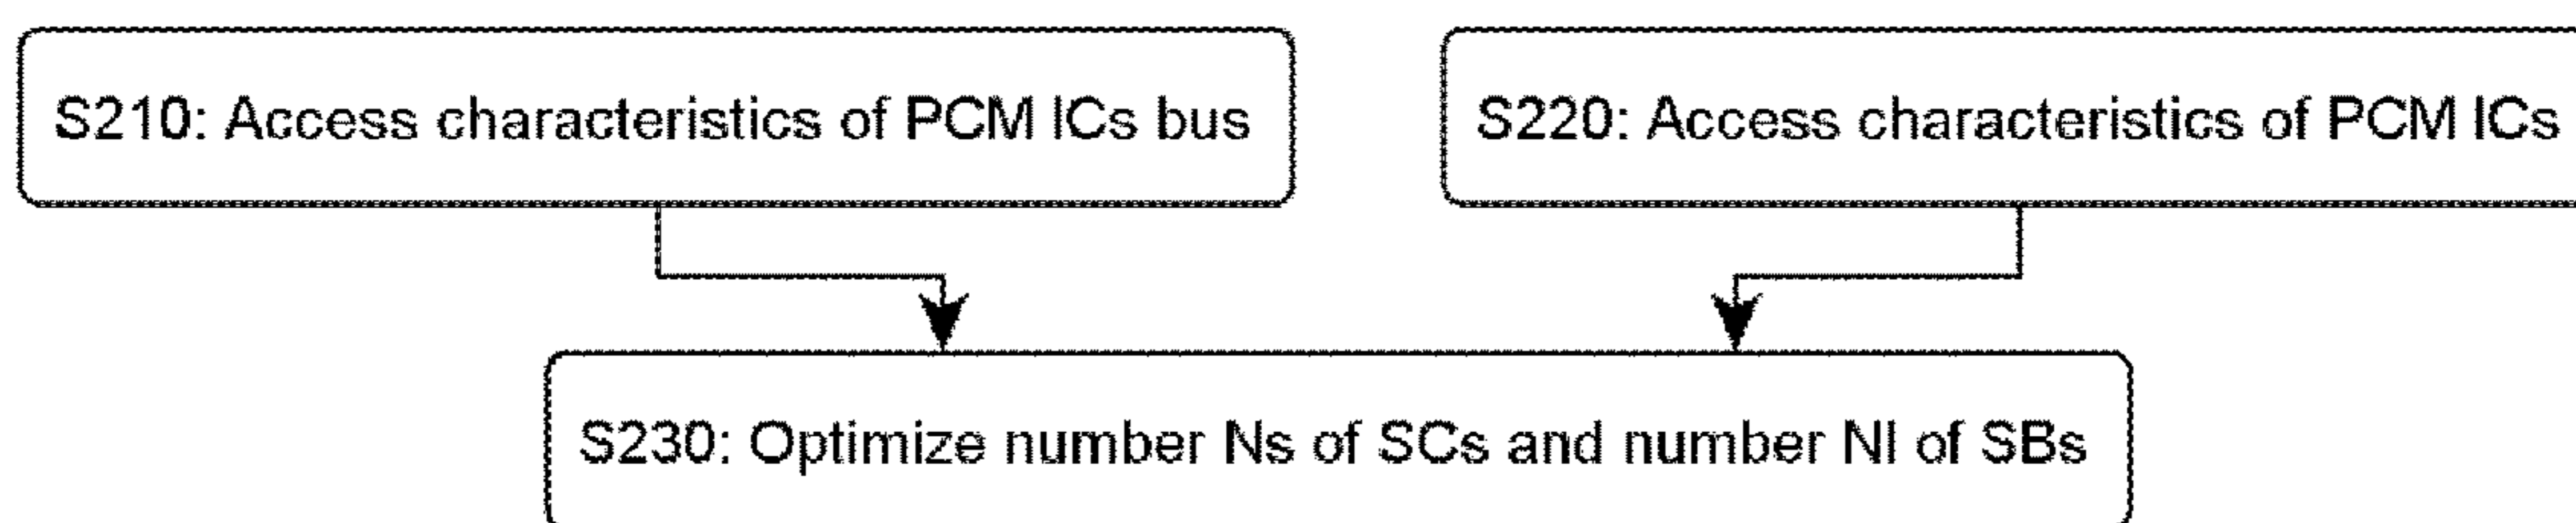 S210: Access characteristics of PCM ICs bus
S220: Access characteristics of PCM ICs
S230: Optimize number Ns of SCs and number Nl of SBs